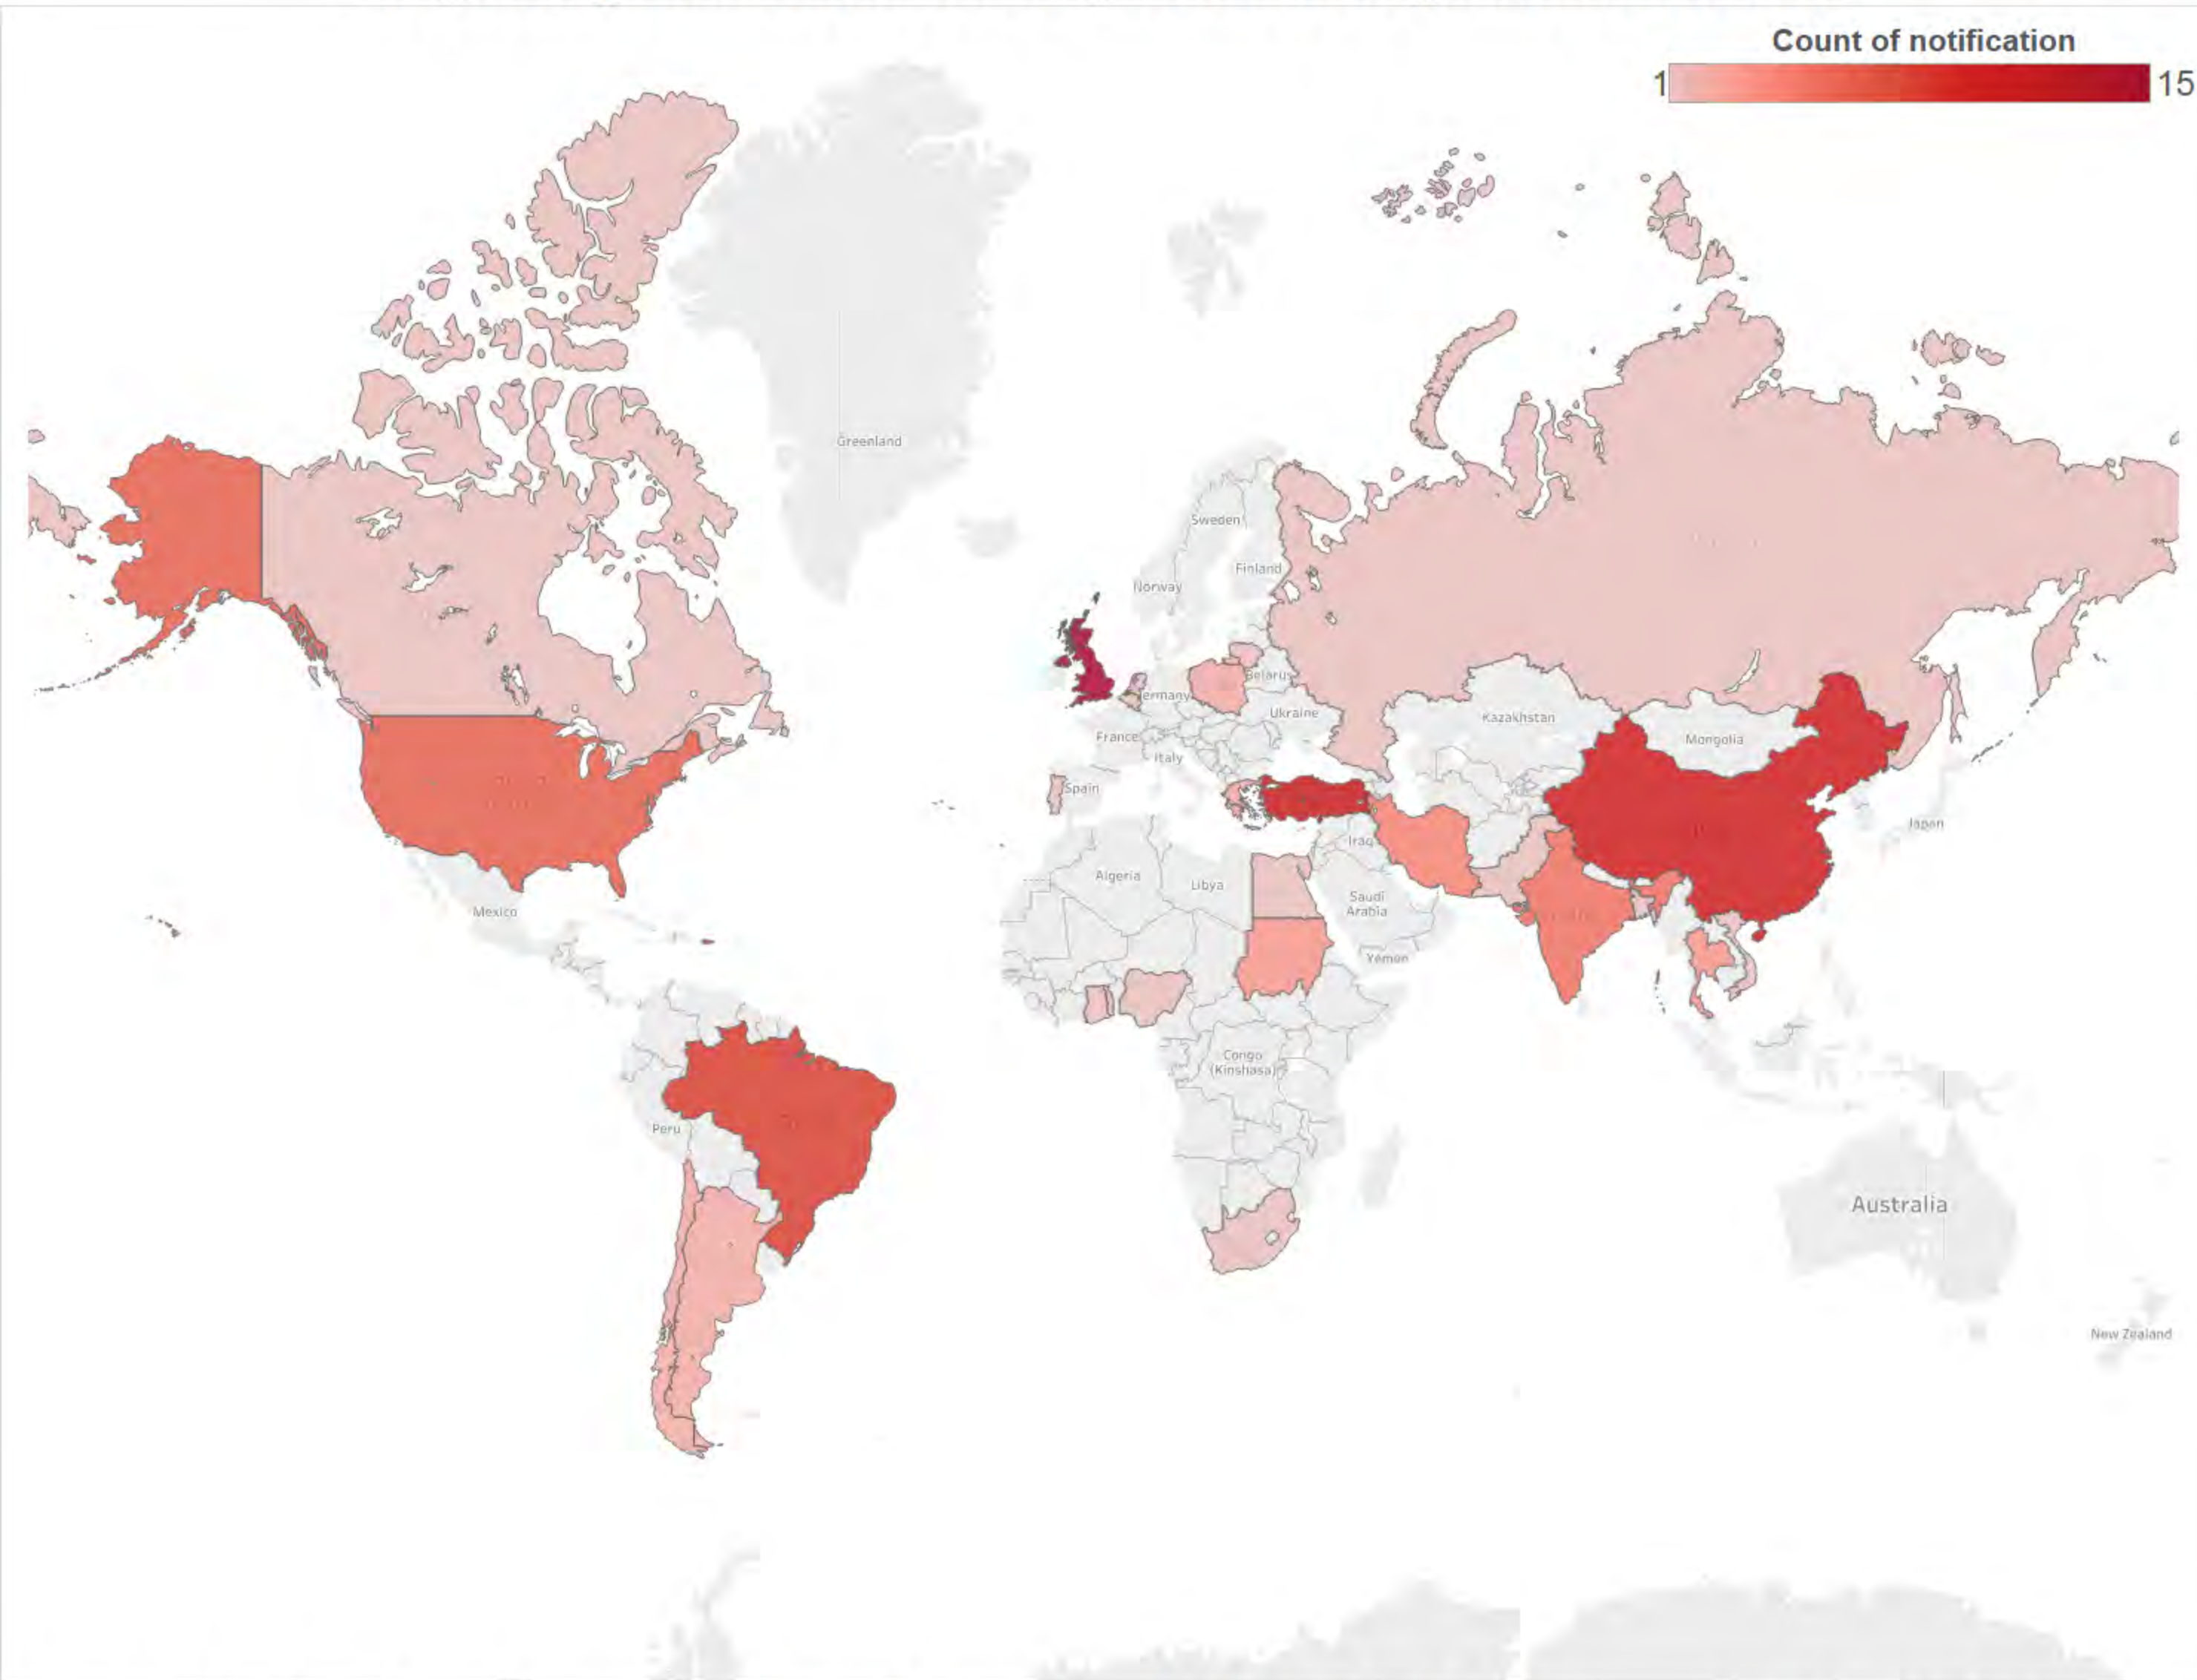 Count of notification
1
15
Greenland
Sweden
Finland
Norway
Belarus
ermany
Ukraine
Kazakhstan
France
Mongolia
Italy
Spain
Japan
Iraq
Algeria
Libya
Saudi
Arabia
Mexico
Yemen
Congo
(Kinshasa)
Peru
Australia
New Zealand